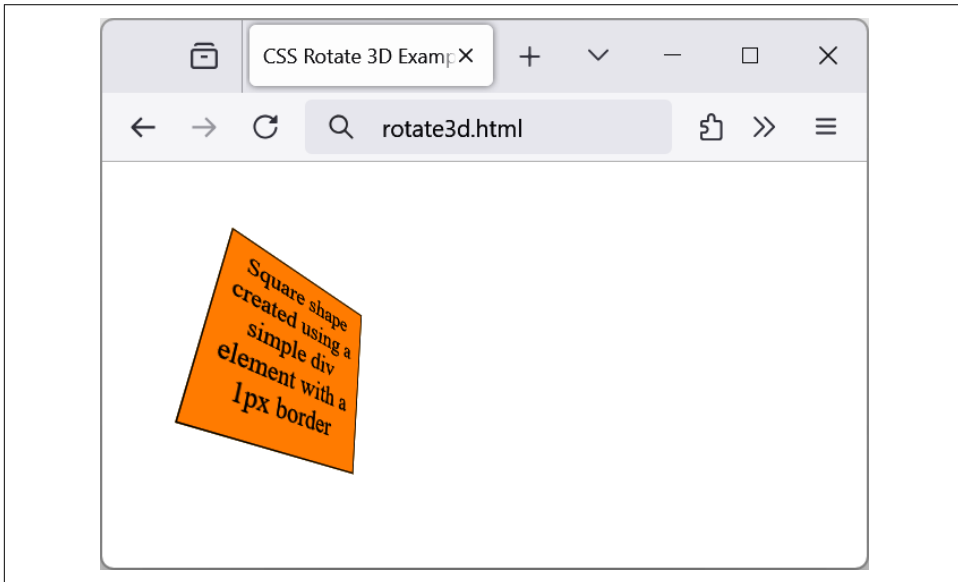 CSS Rotate 3D Examp
rotate3d.html
Square shape
created using a
simple div
element with a
1px border